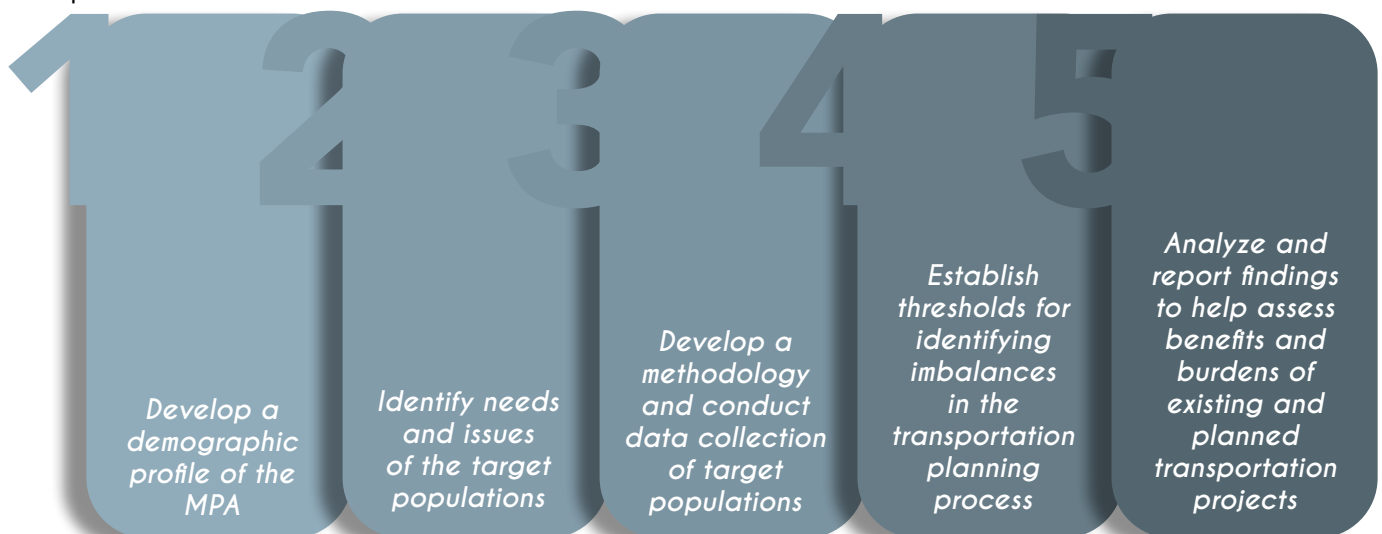 1
Develop a
demographic
profile of the
MPA
2
Identify needs
and issues
of the target
populations
3
Develop a
methodology
and conduct
data collection
of target
populations
4
Establish
thresholds for
identifying
imbalances
in the
transportation
planning
process
5
Analyze and
report findings
to help assess
benefits and
burdens of
existing and
planned
transportation
projects